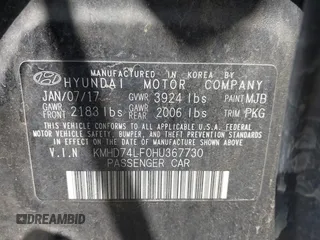 MANUFACTURED IN KOREA BY
HYUNDAI MOTOR COMPANY
JAN/07/17 GVWR 3924 lbs PAINT MJB
GAWR FRONT 2183 lbs GAWR REAR 2006 lbs TRIM PKG
THIS VEHICLE CONFORMS TO ALL APPLICABLE U.S.
FEDERAL MOTOR VEHICLE SAFETY, BUMPER,
AND THEFT PREVENTION STANDARDS IN EFFECT ON
THE DATE OF MANUFACTURE SHOWN ABOVE.
V.I.N KMHD74LF0HU367730
PASSENGER CAR
DREAMBID